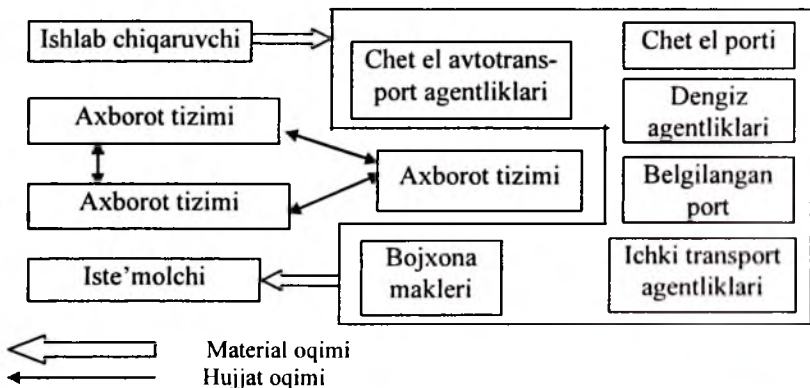 Ishlab chiqaruvchi
Chet el avtotrans-
port agentliklari
Chet el porti
Dengiz
agentliklari
Axborot tizimi
Axborot tizimi
Axborot tizimi
Belgilangan
port
Iste'molchi
Bojxona
makleri
Ichki transport
agentliklari
Material oqimi
Hujjat oqimi